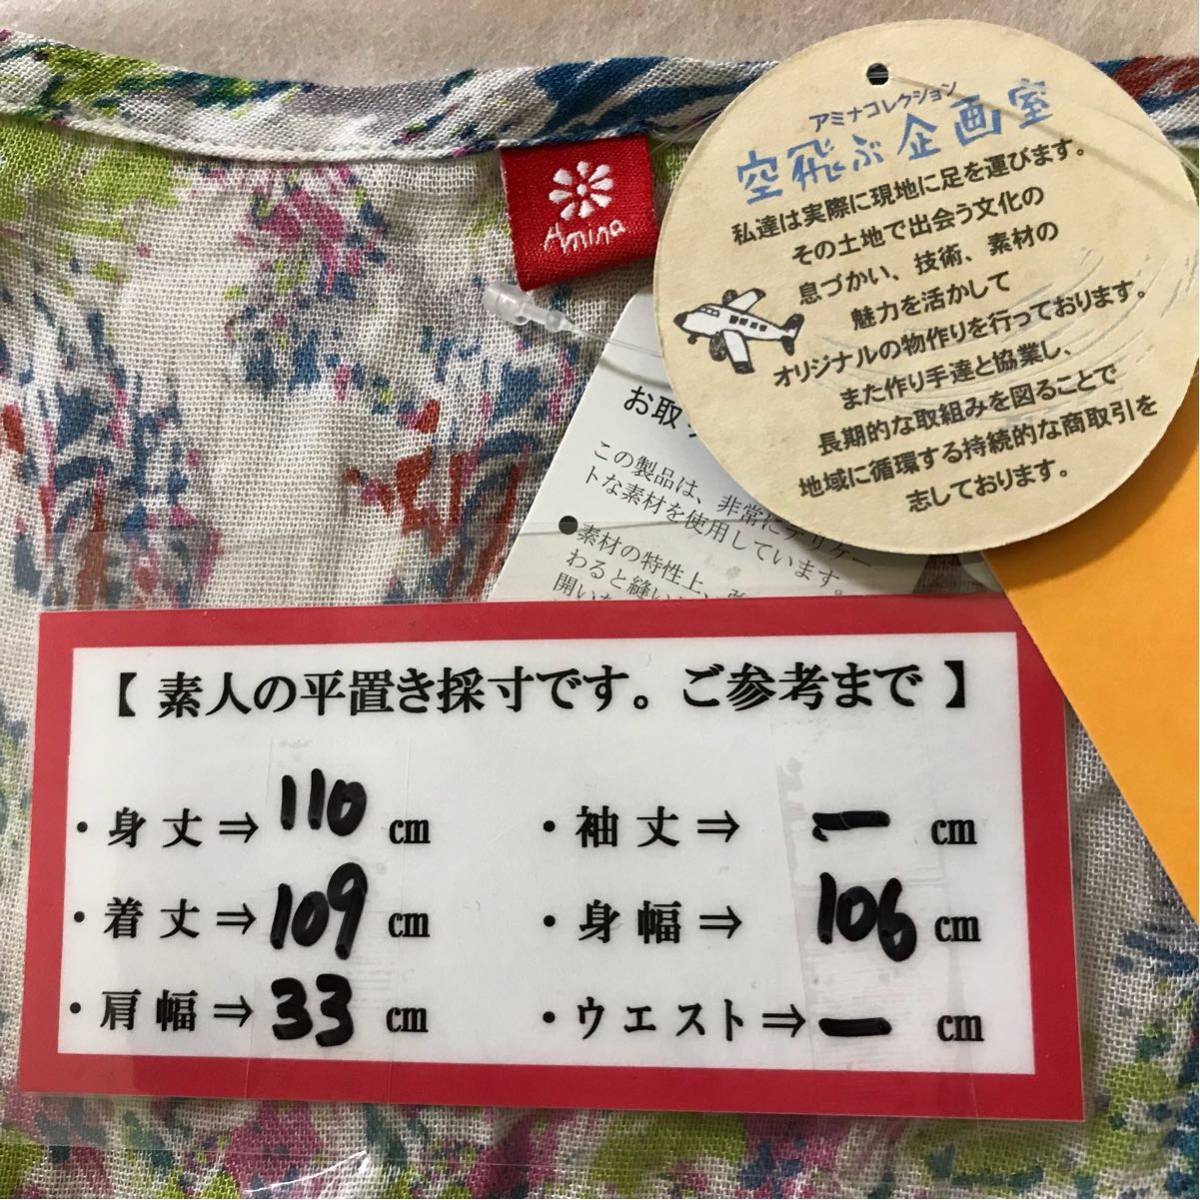 Amina
アミナコレクション
空飛ぶ企画室
私達は実際に現地に足を運びます。
その土地で出会う文化の
息づかい、技術、素材の
魅力を活かして
オリジナルの物作りを行っております。
また作り手達と協業し、
長期的な取組みを図ることで
地域に循環する持続的な商取引を
志しております。
お取
この製品は、非常にデリケー
トな素材を使用しています。
●素材の特性上、
わると縫い
開い
【 素人の平置き採寸です。ご参考まで 】
・身丈⇒ 110 cm ・袖丈⇒ ー cm
・着丈⇒ 109 cm ・身幅⇒ 106 cm
・肩幅⇒ 33 cm ・ウエスト⇒ ー cm